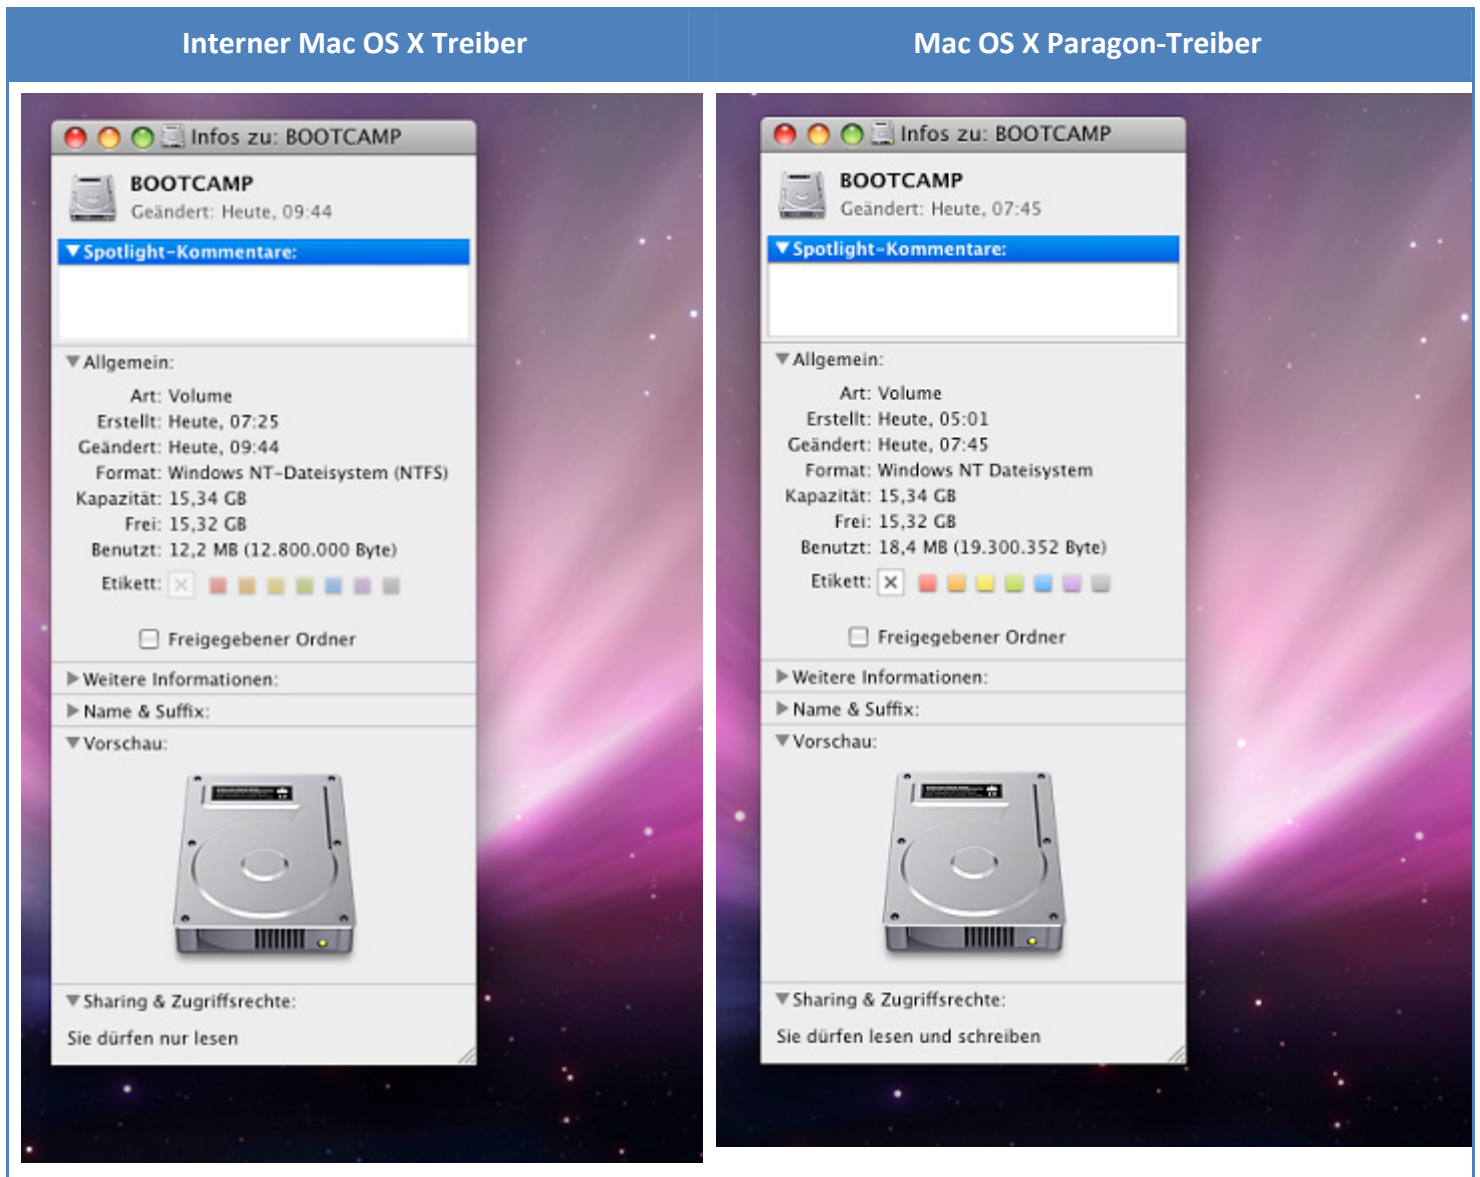 Interner Mac OS X Treiber
Infos zu: BOOTCAMP
BOOTCAMP
Geändert: Heute, 09:44
Spotlight-Kommentare:
Allgemein:
Art: Volume
Erstellt: Heute, 07:25
Geändert: Heute, 09:44
Format: Windows NT-Dateisystem (NTFS)
Kapazität: 15,34 GB
Frei: 15,32 GB
Benutzt: 12,2 MB (12.800.000 Byte)
Etikett:
Freigegebener Ordner
Weitere Informationen:
Name & Suffix:
Vorschau:
Sharing & Zugriffsrechte:
Sie dürfen nur lesen
Mac OS X Paragon-Treiber
Infos zu: BOOTCAMP
BOOTCAMP
Geändert: Heute, 07:45
Spotlight-Kommentare:
Allgemein:
Art: Volume
Erstellt: Heute, 05:01
Geändert: Heute, 07:45
Format: Windows NT Dateisystem
Kapazität: 15,34 GB
Frei: 15,32 GB
Benutzt: 18,4 MB (19.300.352 Byte)
Etikett:
Freigegebener Ordner
Weitere Informationen:
Name & Suffix:
Vorschau:
Sharing & Zugriffsrechte:
Sie dürfen lesen und schreiben